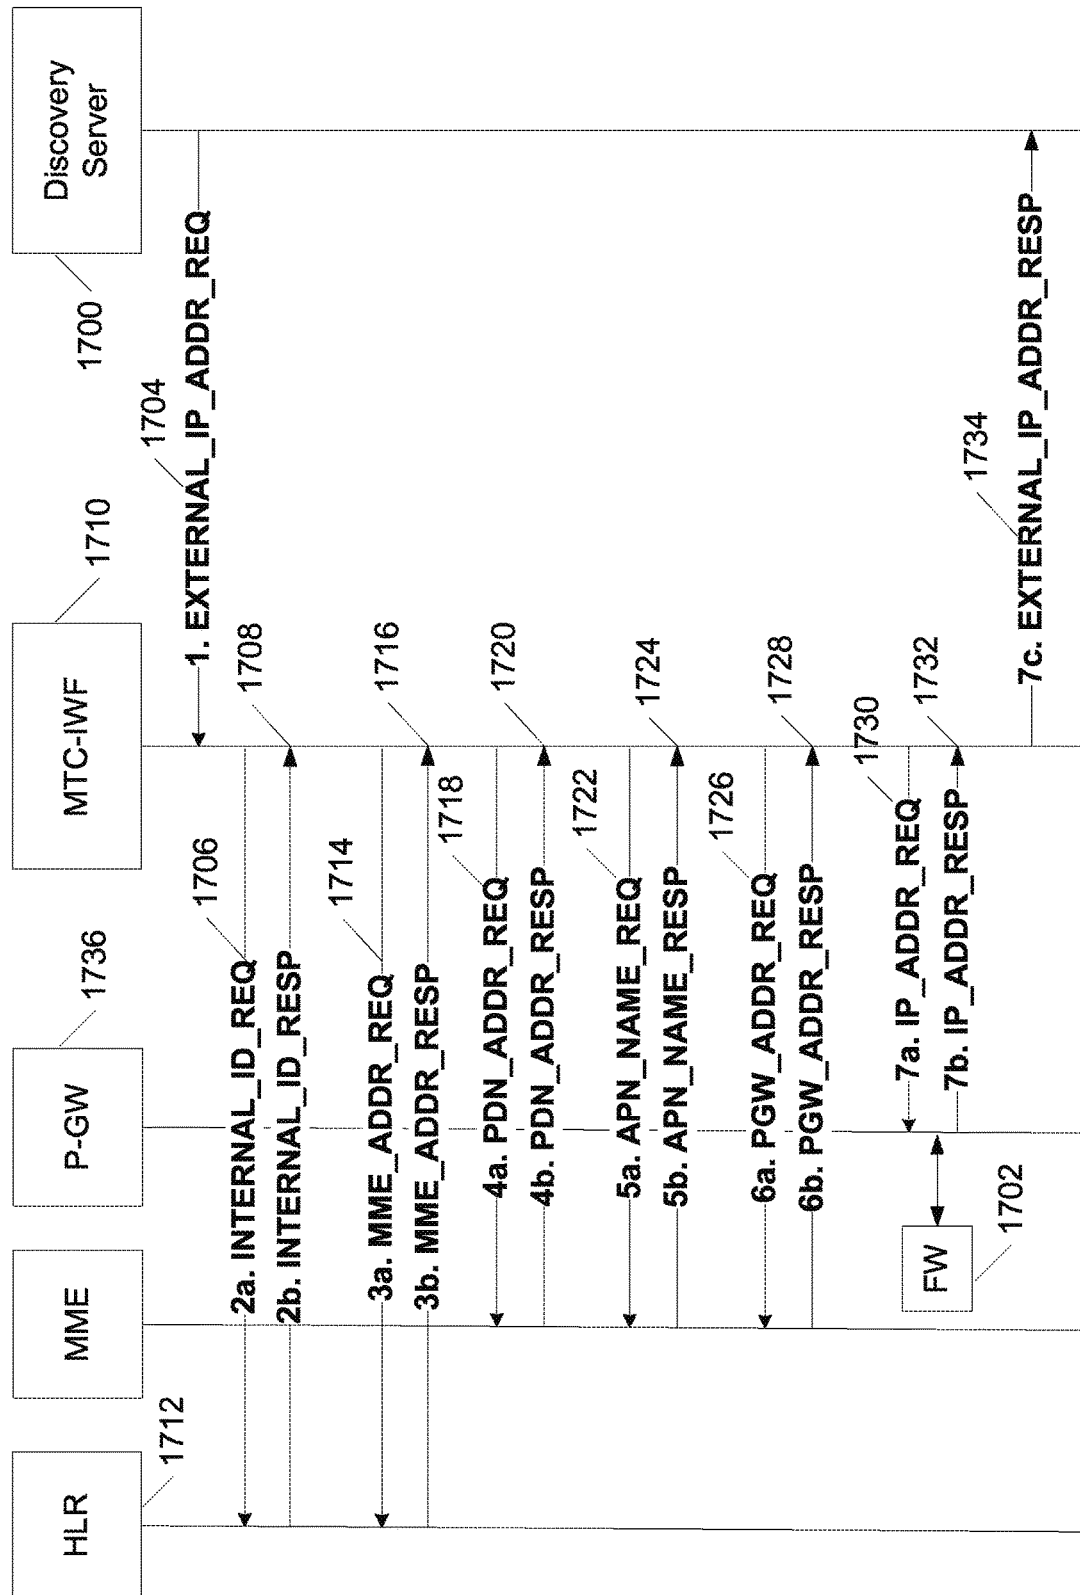 HLR
MME
P-GW
MTC-IWF
Discovery
Server
1712
1736
1710
1700
1704
1. EXTERNAL_IP_ADDR_REQ
1706
2a. INTERNAL_ID_REQ
1708
2b. INTERNAL_ID_RESP
1714
3a. MME_ADDR_REQ
1716
3b. MME_ADDR_RESP
1718
4a. PDN_ADDR_REQ
1720
4b. PDN_ADDR_RESP
1722
5a. APN_NAME_REQ
1724
5b. APN_NAME_RESP
1726
6a. PGW_ADDR_REQ
1728
6b. PGW_ADDR_RESP
1730
7a. IP_ADDR_REQ
1732
FW
7b. IP_ADDR_RESP
1702
1734
7c. EXTERNAL_IP_ADDR_RESP